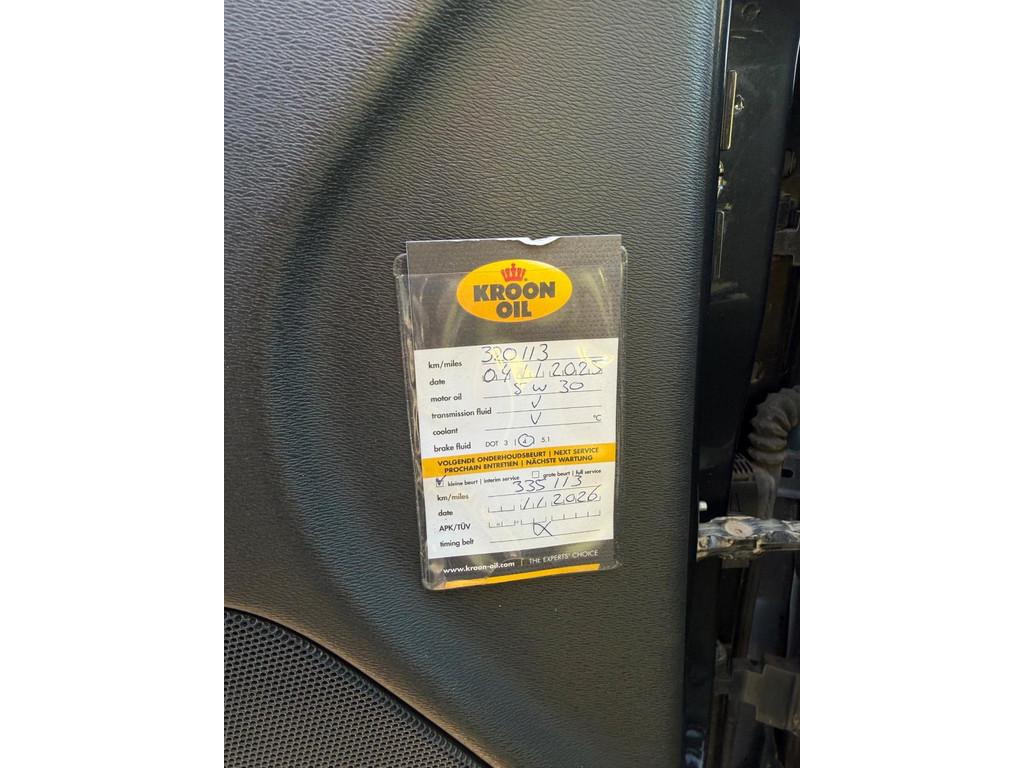 KROON
OIL
km/miles 320113
date 04 11 2025
motor oil 5 w 30
transmission fluid V
coolant V °C
brake fluid DOT 3 | 4 | 5.1
VOLGENDE ONDERHOUDSBEURT | NEXT SERVICE
PROCHAIN ENTRETIEN | NÄCHSTE WARTUNG
kleine beurt | interim service grote beurt | full service
km/miles 335113
date 11 2026
APK/TÜV
timing belt
www.kroon-oil.com | THE EXPERTS' CHOICE